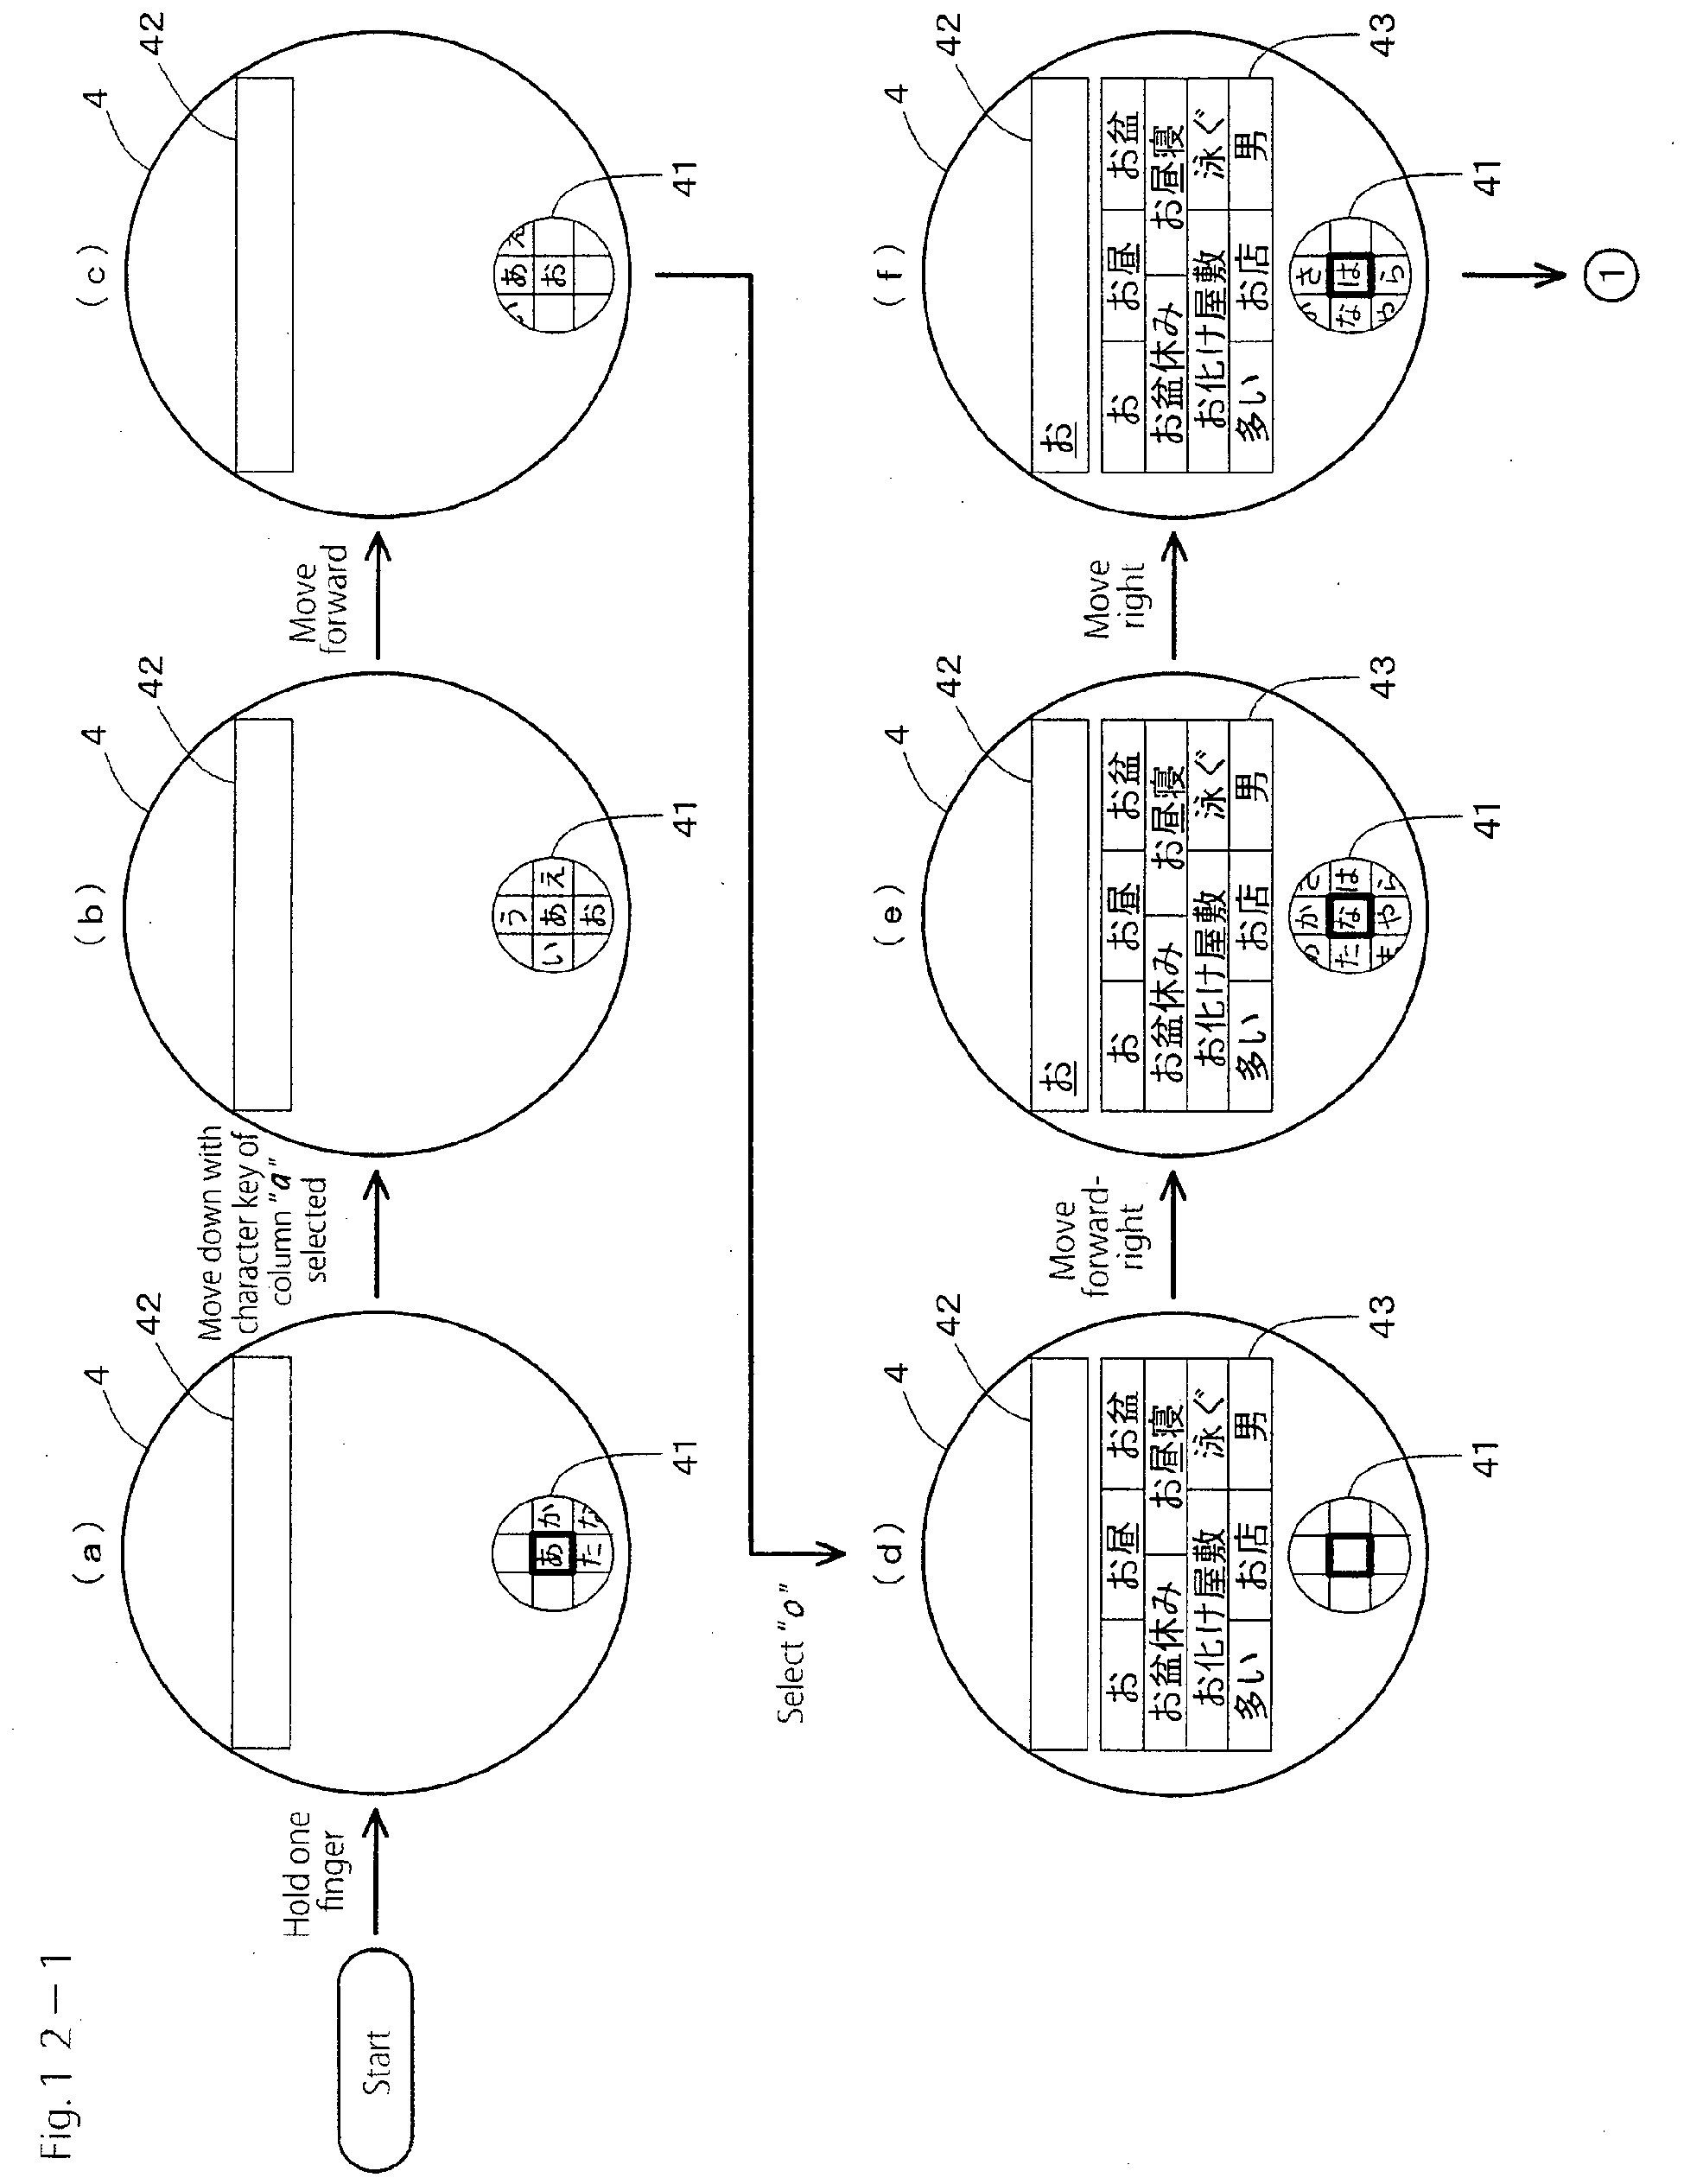 Fig.12-1
Start
Hold one
finger
(a)
4
42
あ
か
た
な
41
Move down with
character key of
column "a"
selected
(b)
4
42
う
い
あ
え
お
41
Move
forward
(c)
4
42
い
あ
え
お
41
Select "o"
(d)
4
42
お
お昼
お盆
お盆休み
お昼寝
お化け屋敷
泳ぐ
多い
お店
男
43
41
Move
forward-
right
(e)
4
42
お
お
お昼
お盆
お盆休み
お昼寝
お化け屋敷
泳ぐ
多い
お店
男
43
あ
か
さ
た
な
は
ま
や
ら
41
Move
right
(f)
4
42
お
お
お昼
お盆
お盆休み
お昼寝
お化け屋敷
泳ぐ
多い
お店
男
43
か
さ
な
は
や
ら
41
1